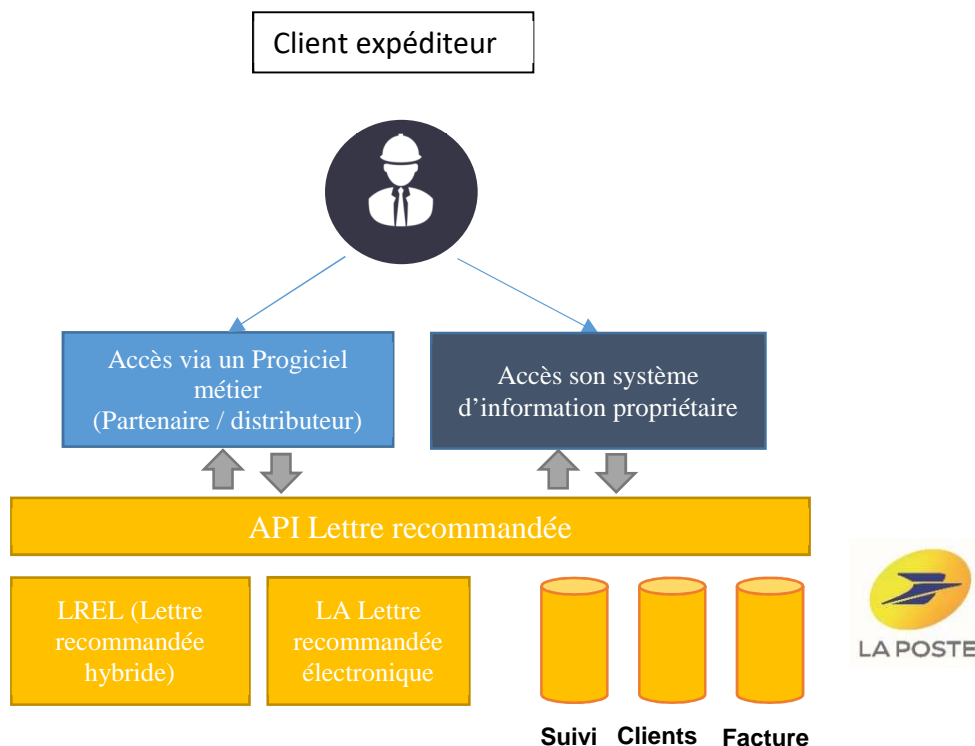 Client expéditeur
Accès via un Progiciel
métier
(Partenaire / distributeur)
Accès son système
d’information propriétaire
API Lettre recommandée
LREL (Lettre
recommandée
hybride)
LA Lettre
recommandée
électronique
LA POSTE
Suivi Clients Facture